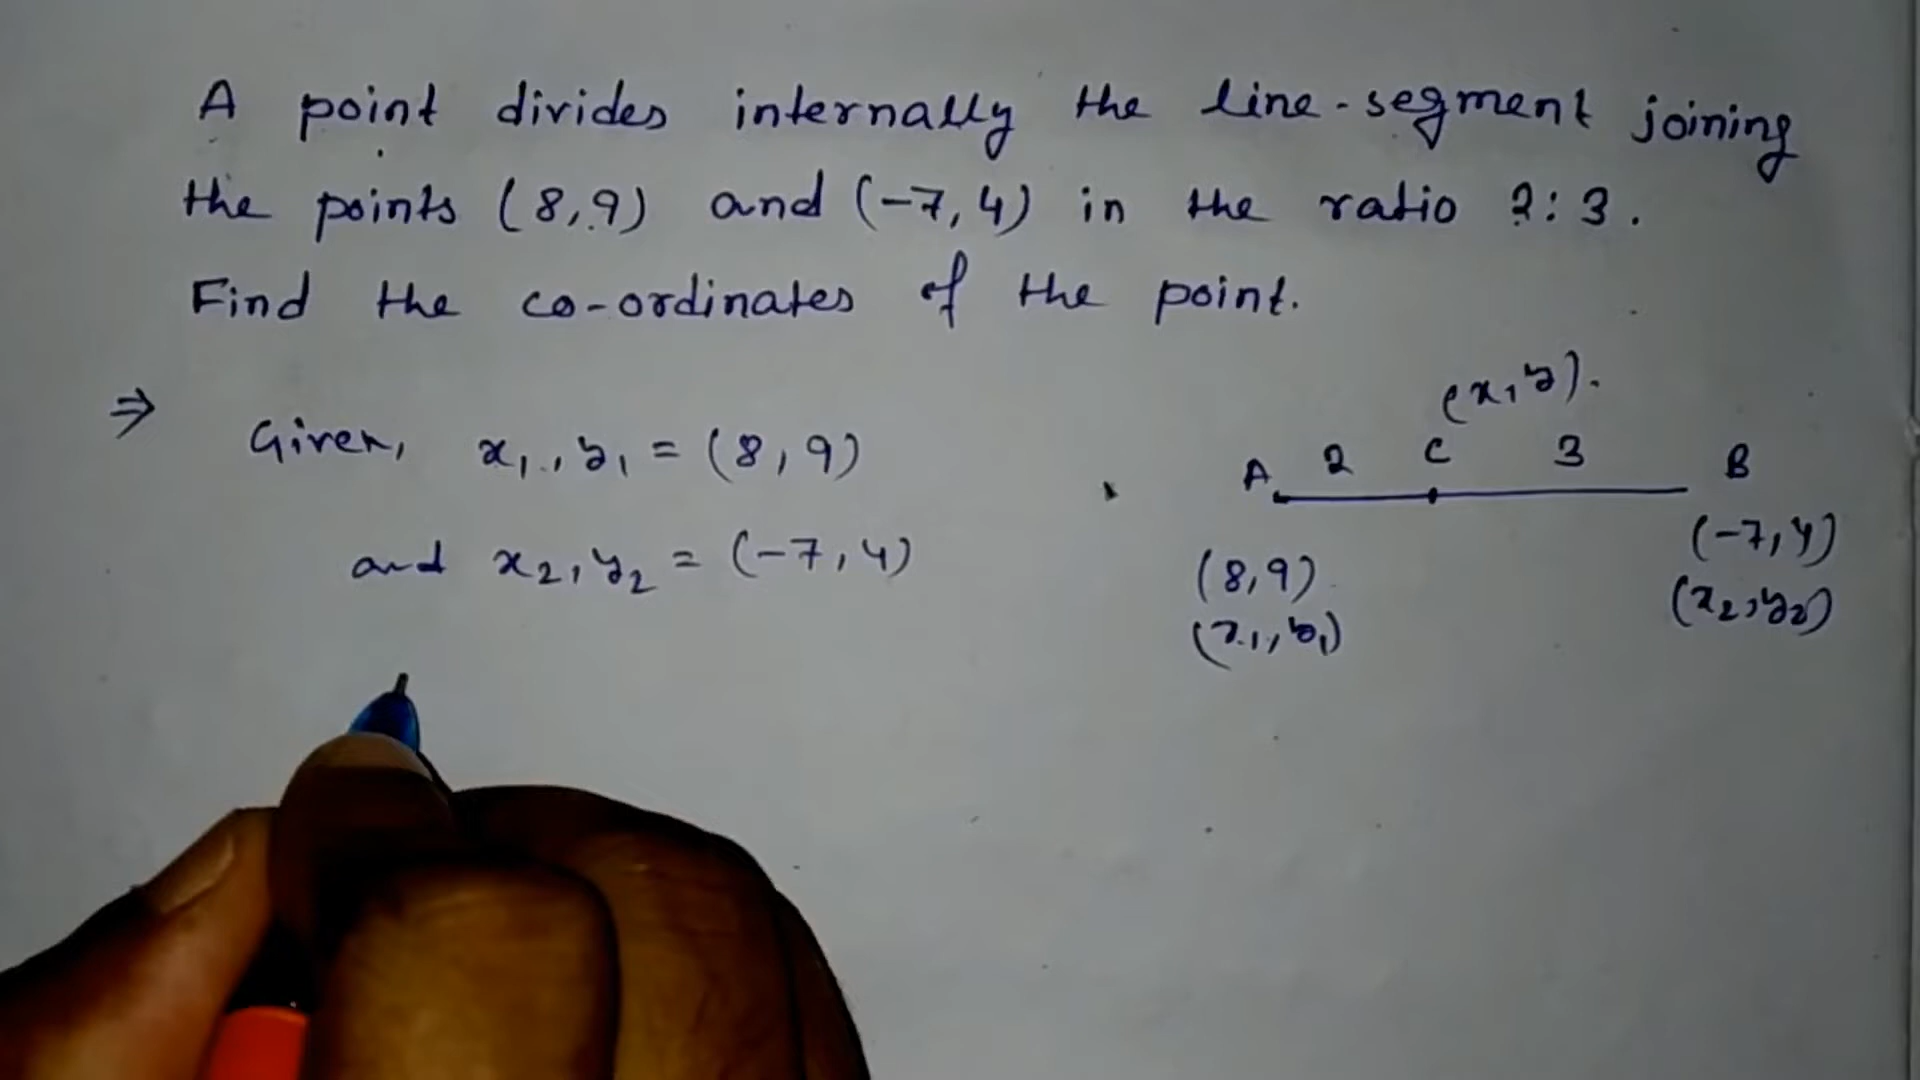 A point divides internally the line-segment joining
the points (8,9) and (-7,4) in the ratio 2:3.
Find the co-ordinates of the point.
⇒ Given, x₁, y₁ = (8,9)
and x₂, y₂ = (-7,4)
(x,y).
A 2 C 3 B
(8,9)
(x₁,y₁)
(-7,4)
(x₂,y₂)